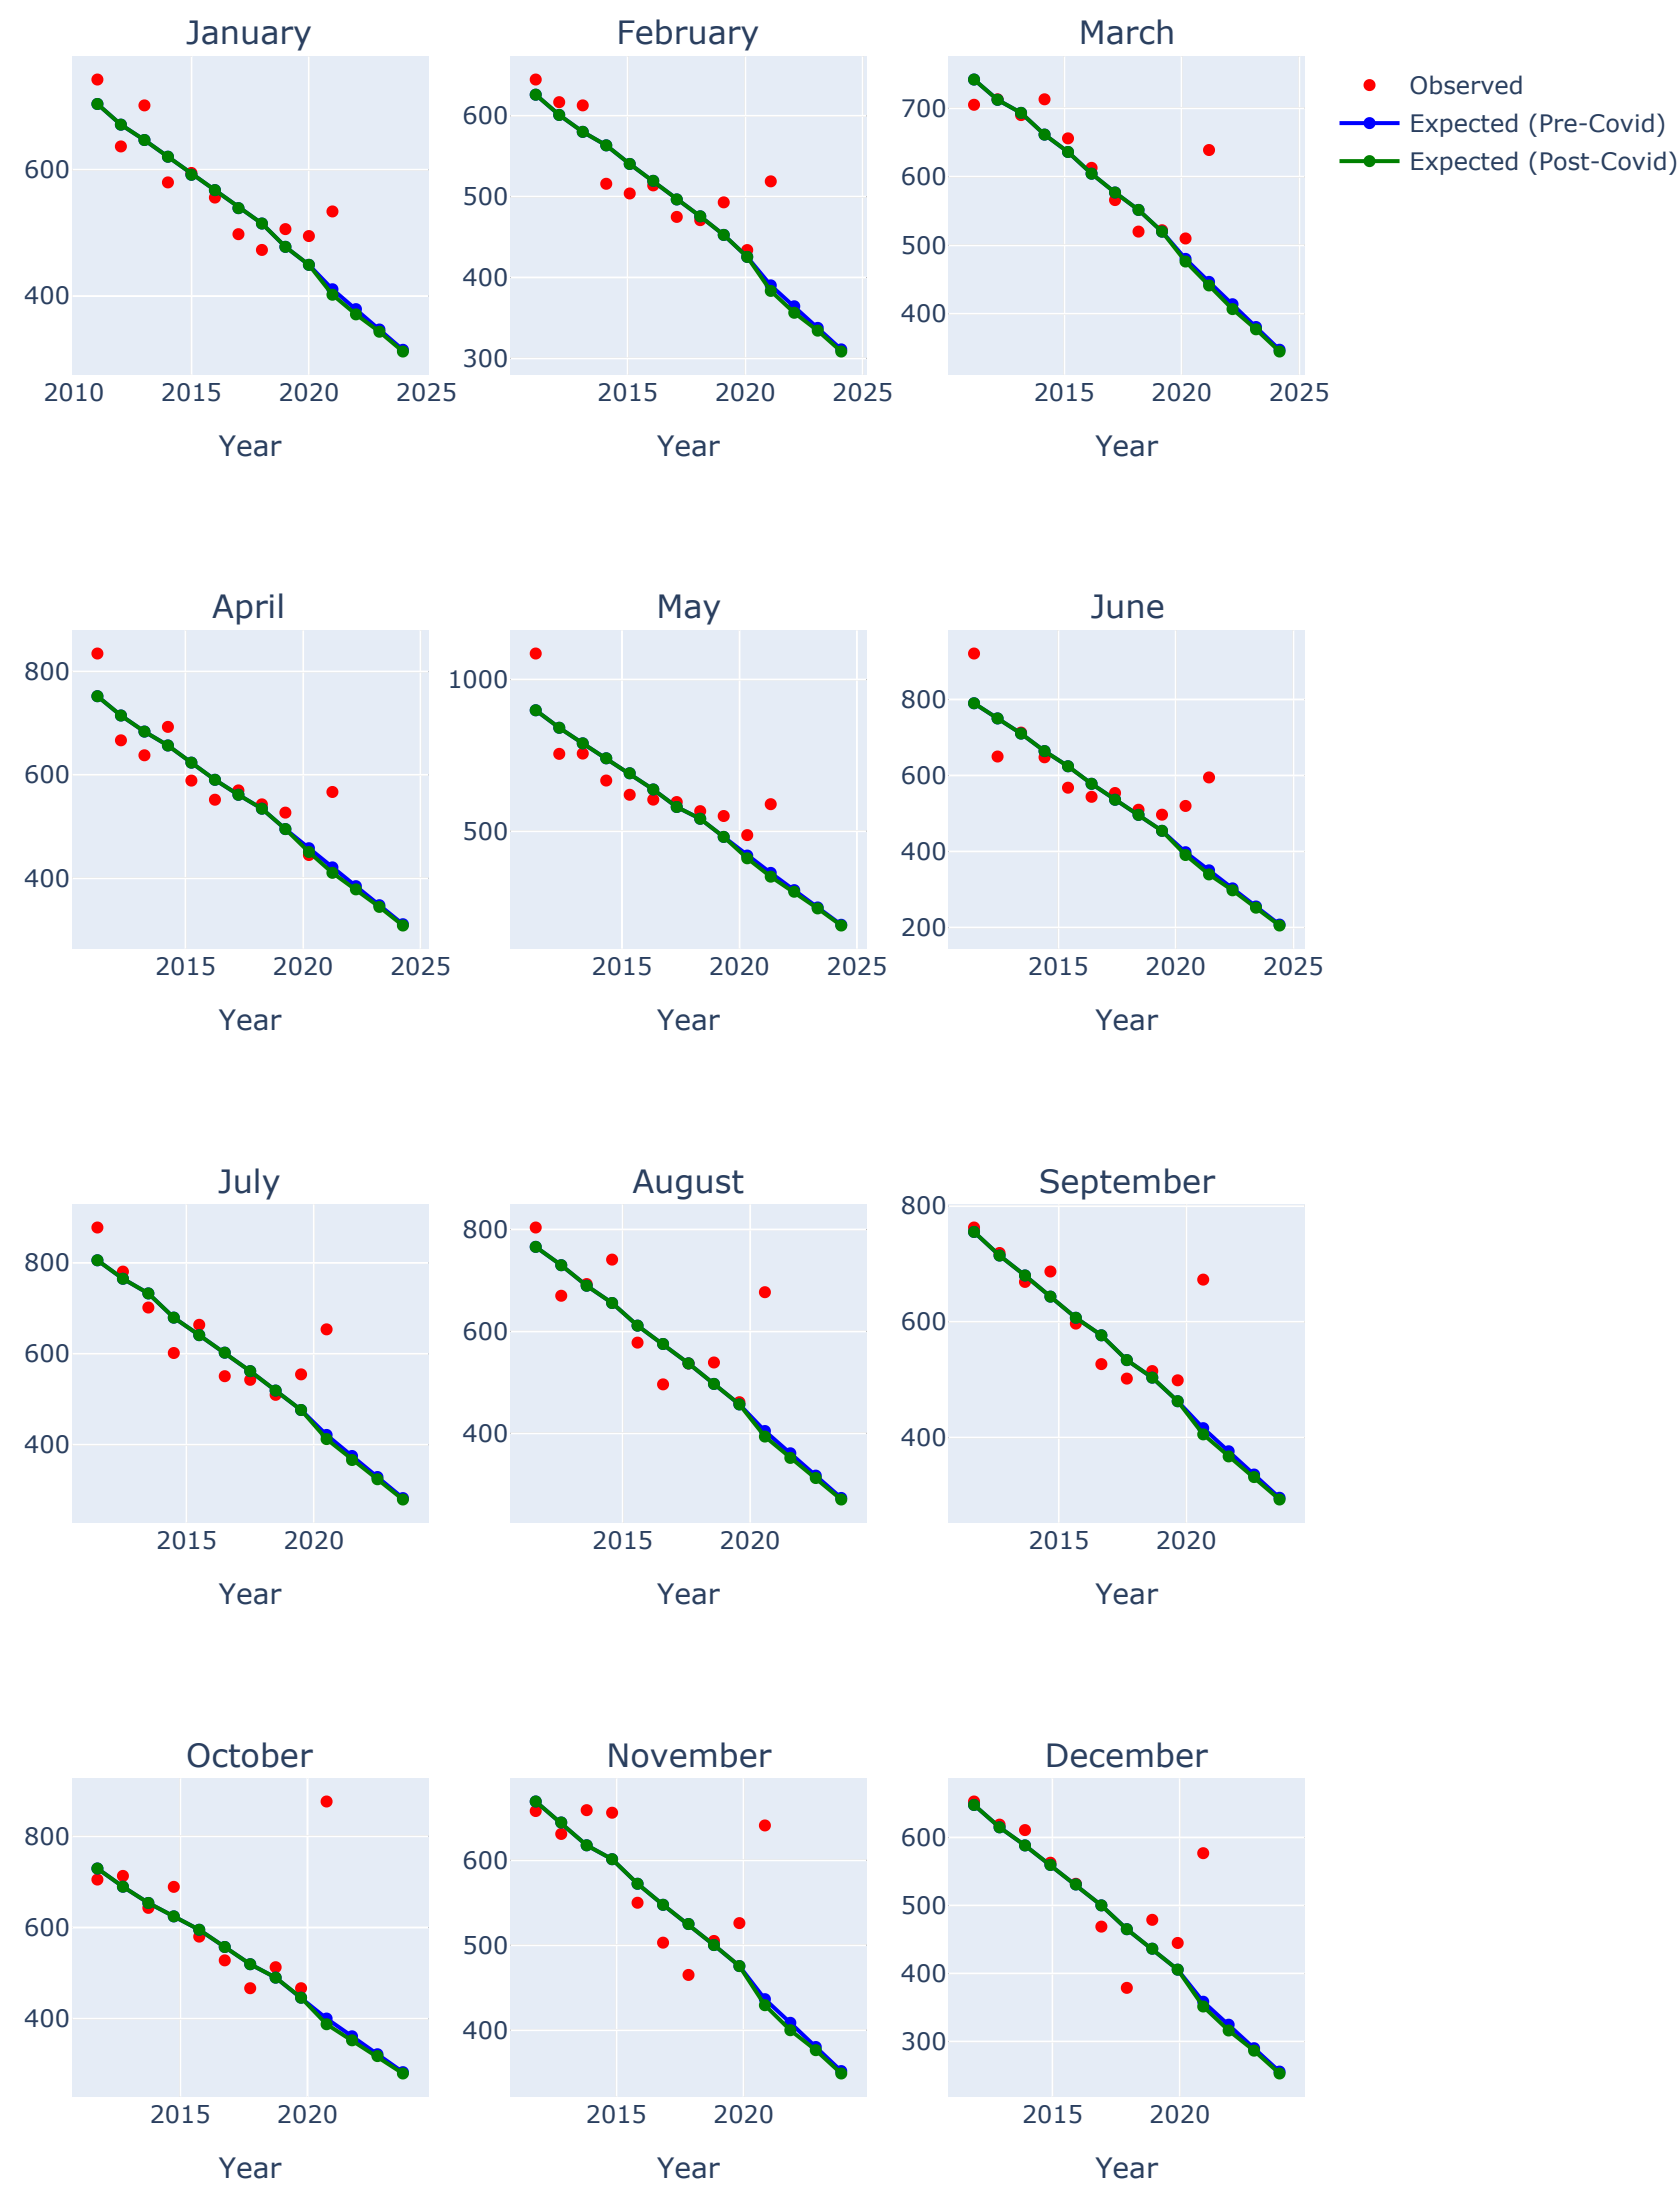 January
February
March
Observed
Expected (Pre-Covid)
Expected (Post-Covid)
600
400
600
500
400
300
700
600
500
400
2010 2015 2020 2025
2015 2020 2025
2015 2020 2025
Year
Year
Year
April
May
June
800
600
400
1000
500
800
600
400
200
2015 2020 2025
2015 2020 2025
2015 2020 2025
Year
Year
Year
July
August
September
800
600
400
800
600
400
800
600
400
2015 2020
2015 2020
2015 2020
Year
Year
Year
October
November
December
800
600
400
600
500
400
600
500
400
300
2015 2020
2015 2020
2015 2020
Year
Year
Year